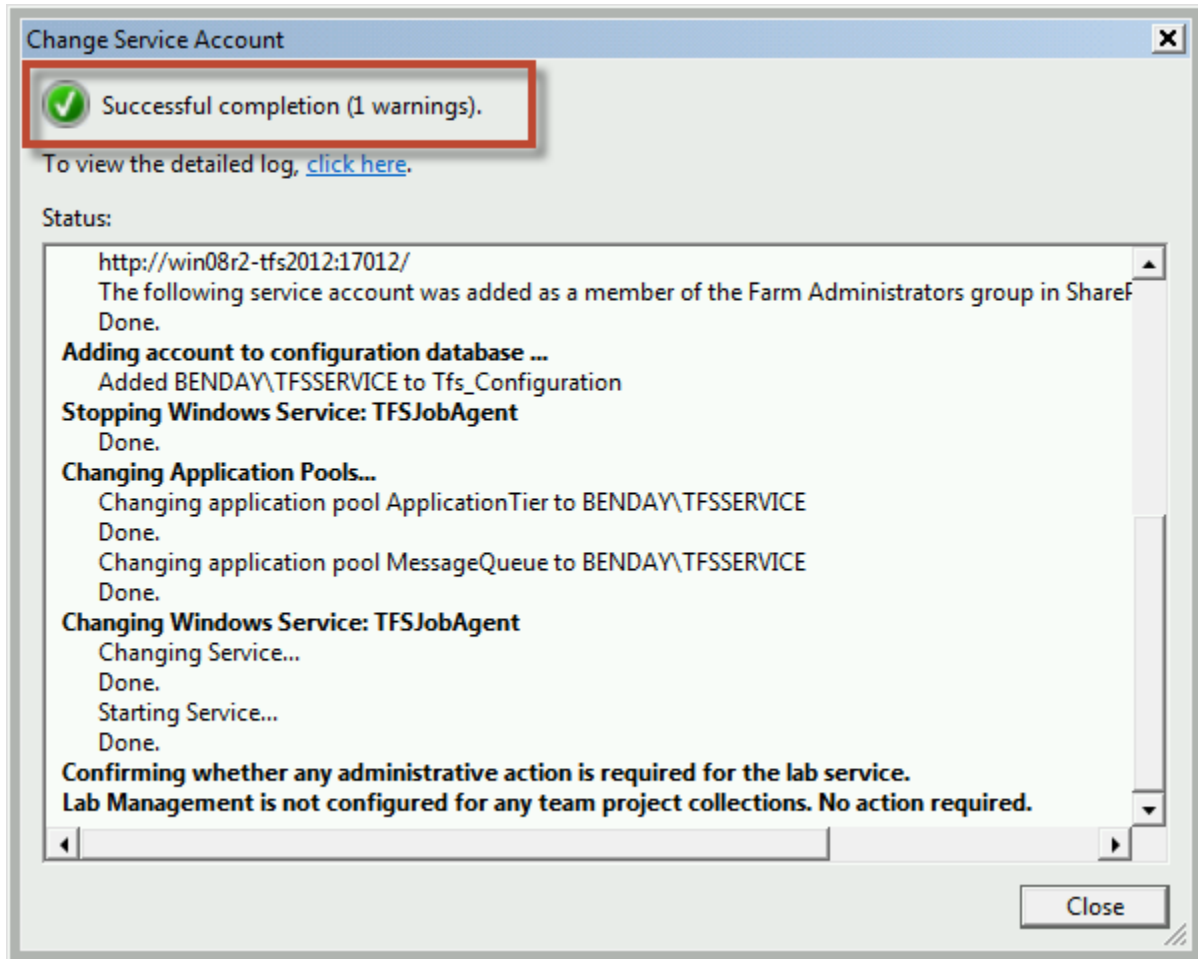 Change Service Account
Successful completion (1 warnings).
To view the detailed log, click here.
Status:
http://win08r2-tfs2012:17012/
The following service account was added as a member of the Farm Administrators group in
Done.
Adding account to configuration database ...
Added BENDAY\TFSSERVICE to Tfs_Configuration
Stopping Windows Service: TFSJobAgent
Done.
Changing Application Pools...
Changing application pool ApplicationTier to BENDAY\TFSSERVICE
Done.
Changing application pool MessageQueue to BENDAY\TFSSERVICE
Done.
Changing Windows Service: TFSJobAgent
Changing Service...
Done.
Starting Service...
Done.
Confirming whether any administrative action is required for the lab service.
Lab Management is not configured for any team project collections. No action required.
Close